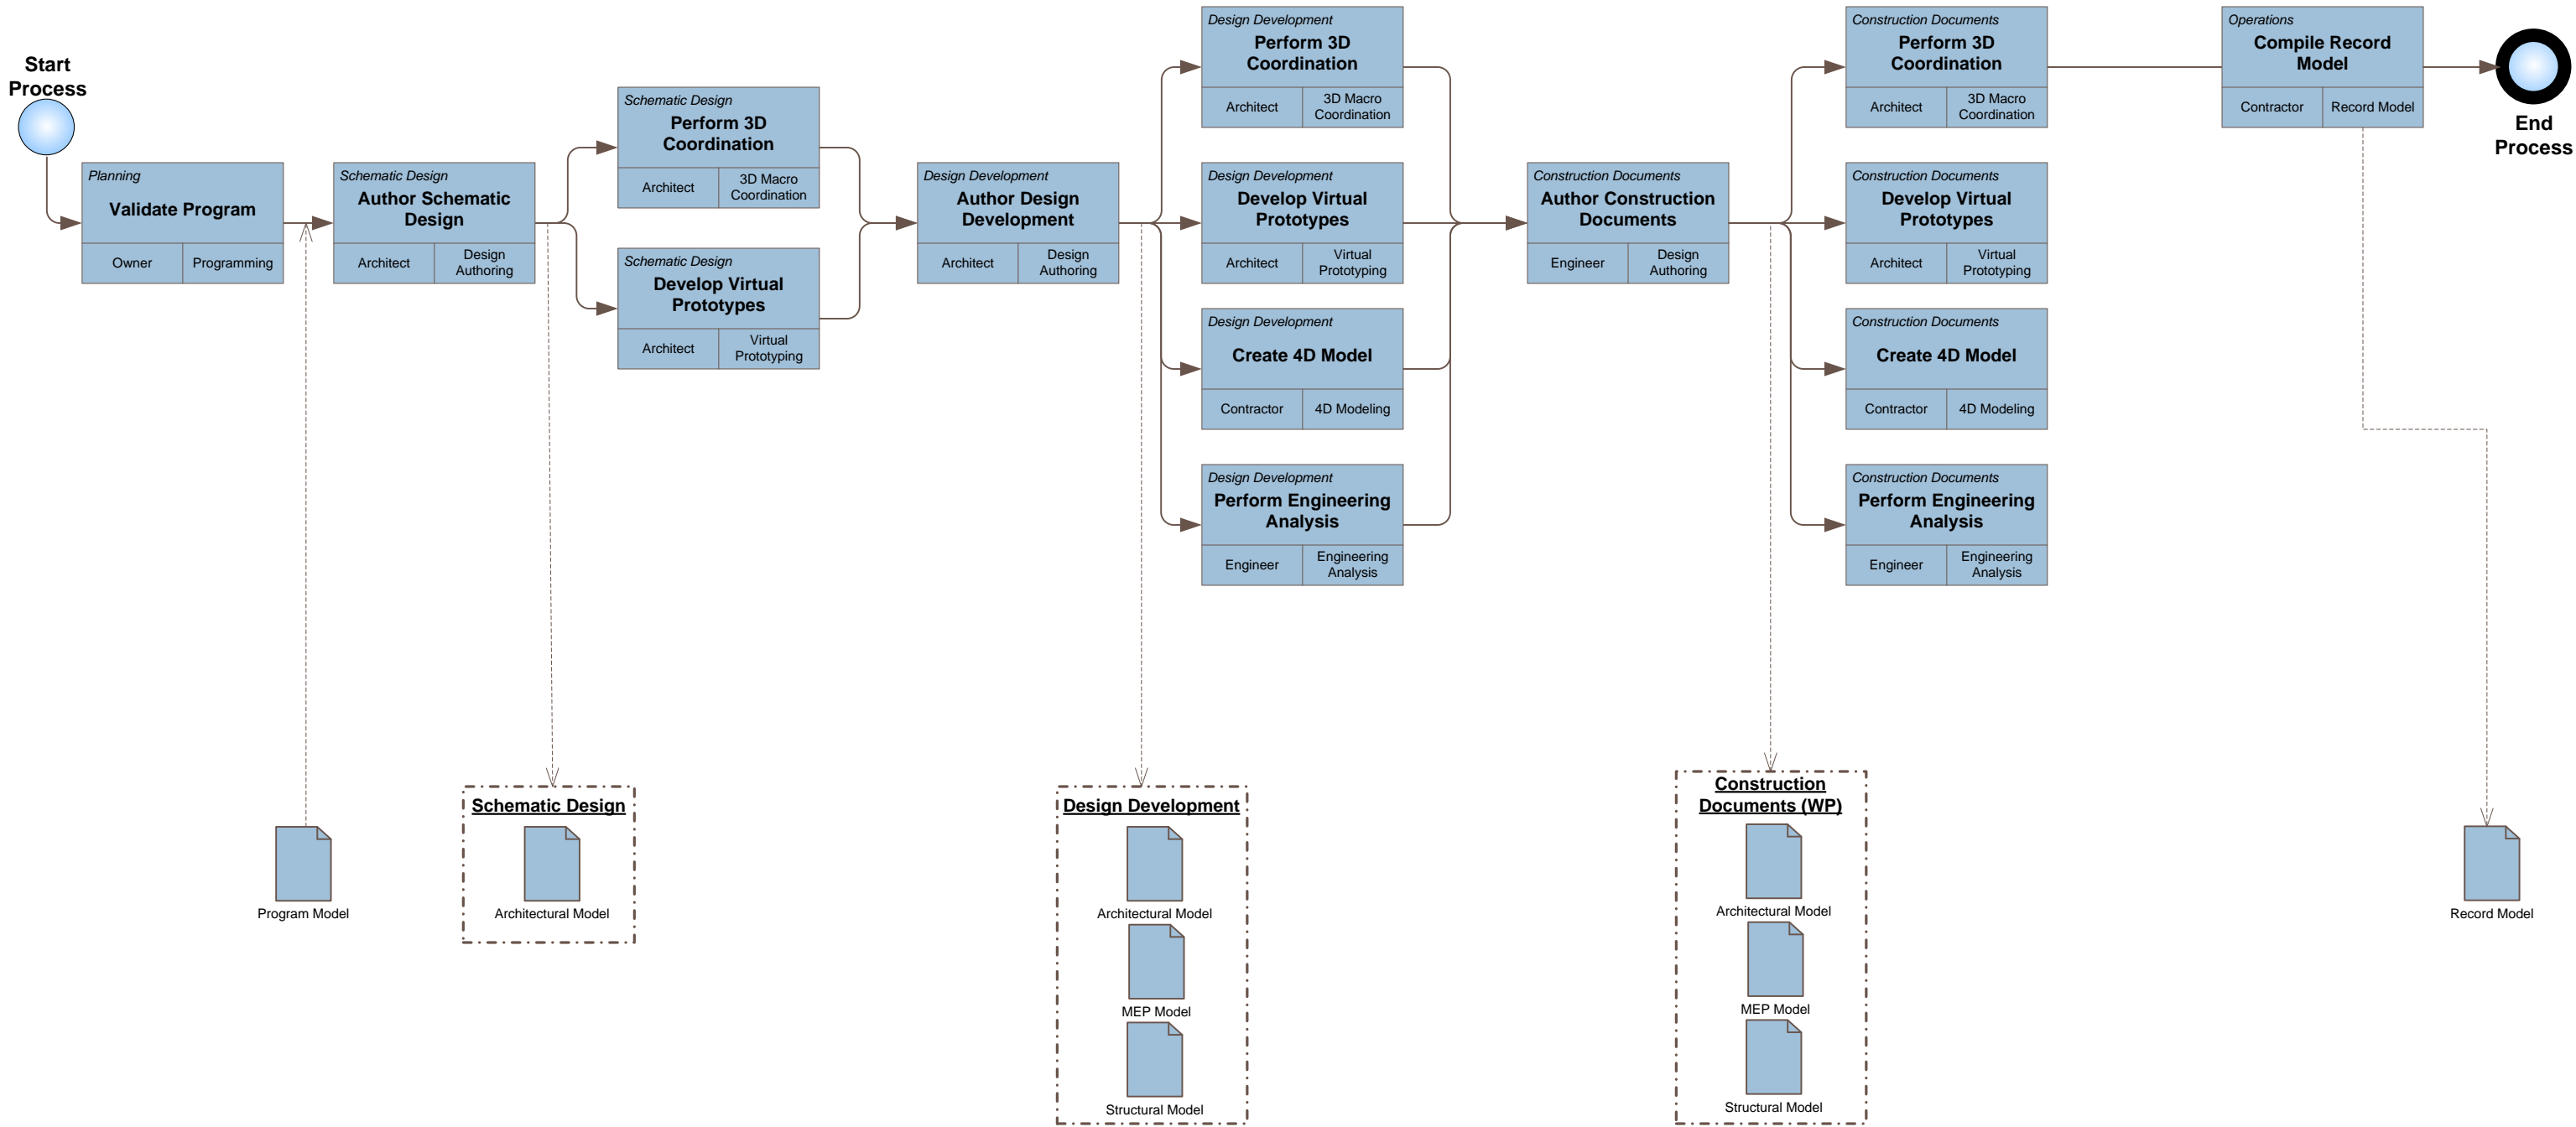 Start
Process
Planning
Validate Program
Owner
Programming
Schematic Design
Author Schematic
Design
Architect
Design
Authoring
Schematic Design
Perform 3D
Coordination
Architect
3D Macro
Coordination
Schematic Design
Develop Virtual
Prototypes
Architect
Virtual
Prototyping
Design Development
Author Design
Development
Architect
Design
Authoring
Design Development
Perform 3D
Coordination
Architect
3D Macro
Coordination
Design Development
Develop Virtual
Prototypes
Architect
Virtual
Prototyping
Design Development
Create 4D Model
Contractor
4D Modeling
Design Development
Perform Engineering
Analysis
Engineer
Engineering
Analysis
Construction Documents
Author Construction
Documents
Engineer
Design
Authoring
Construction Documents
Perform 3D
Coordination
Architect
3D Macro
Coordination
Construction Documents
Develop Virtual
Prototypes
Architect
Virtual
Prototyping
Construction Documents
Create 4D Model
Contractor
4D Modeling
Construction Documents
Perform Engineering
Analysis
Engineer
Engineering
Analysis
Operations
Compile Record
Model
Contractor
Record Model
End
Process
Program Model
Schematic Design
Architectural Model
Design Development
Architectural Model
MEP Model
Structural Model
Construction
Documents (WP)
Architectural Model
MEP Model
Structural Model
Record Model